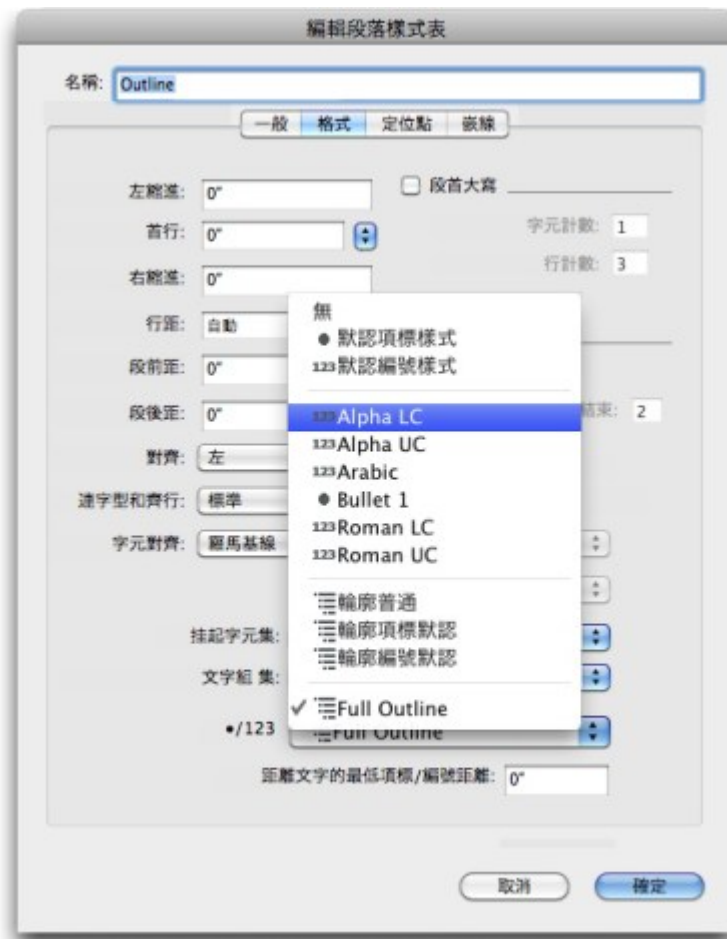 編輯段落樣式表
名稱: Outline
一般 格式 定位點 嵌線
左縮進: 0"
段首大寫
首行: 0"
字元計數: 1
行計數: 3
右縮進: 0"
行距: 自動
段前距: 0"
段後距: 0"
結束: 2
對齊: 左
連字型和齊行: 標準
字元對齊: 羅馬基線
無
● 默認項標樣式
123 默認編號樣式
123 Alpha LC
123 Alpha UC
123 Arabic
● Bullet 1
123 Roman LC
123 Roman UC
輪廓普通
輪廓項標默認
輪廓編號默認
✓ Full Outline
挂起字元集:
文字組 集:
•/123 Full Outline
距離文字的最低項標/編號距離: 0"
取消 確定